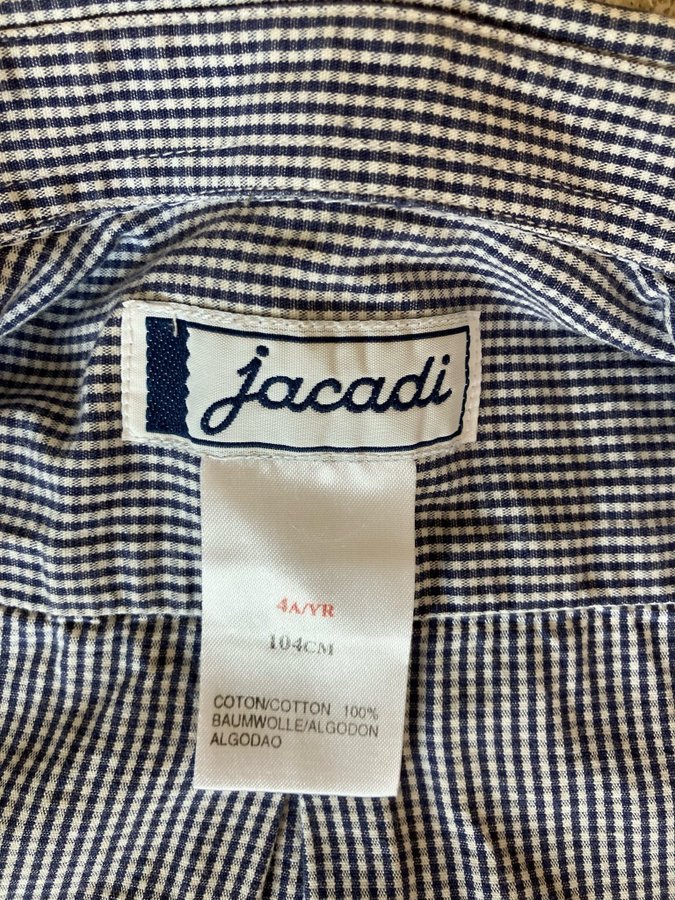 jacadi
4A/YR
104CM
COTON/COTTON 100%
BAUMWOLLE/ALGODON
ALGODAO